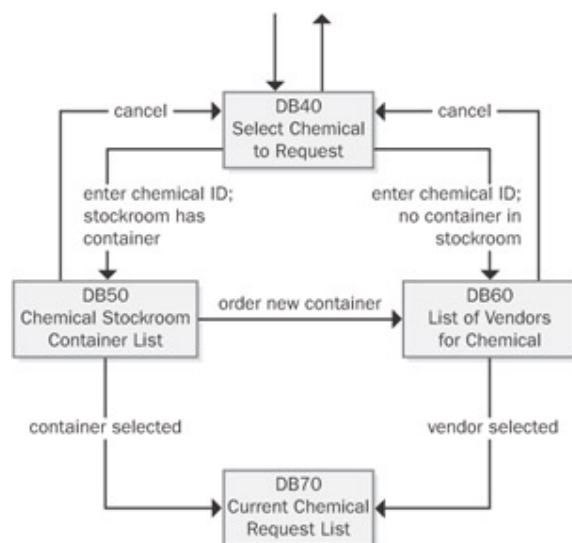 DB40
Select Chemical
to Request
cancel
cancel
enter chemical ID;
stockroom has
container
enter chemical ID;
no container in
stockroom
DB50
Chemical Stockroom
Container List
order new container
DB60
List of Vendors
for Chemical
container selected
vendor selected
DB70
Current Chemical
Request List